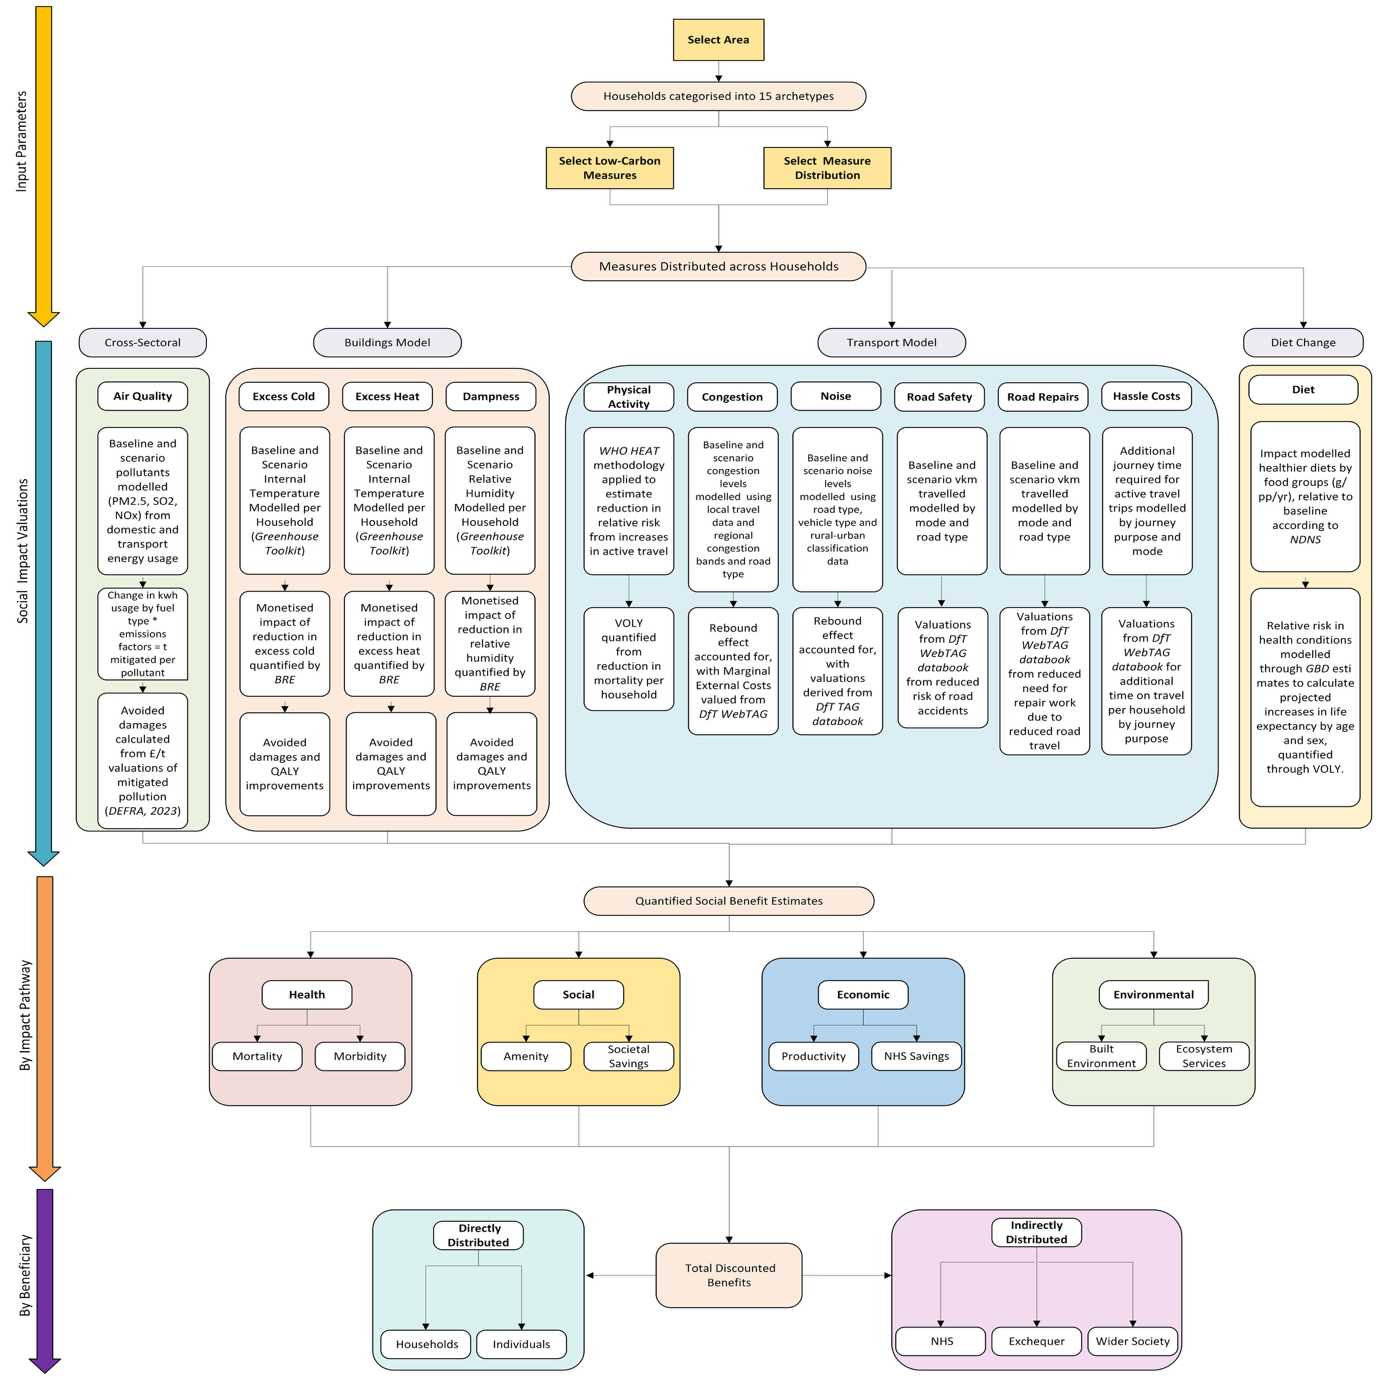 Select Area
Households categorised into 15 archetypes
Select Low-Carbon
Measures
Select  Measure
Distribution
Measures Distributed across Households
Input Parameters
Cross-Sectoral
Buildings Model
Transport Model
Diet Change
Social Impact Valuations
Air Quality
Baseline and
scenario
pollutants
modelled
(PM2.5, SO2,
NOx) from
domestic and
transport
energy usage
Change in kwh
usage by fuel
type *
emissions
factors = t
mitigated per
pollutant
Avoided
damages
calculated
from £/t
valuations of
mitigated
pollution
(DEFRA, 2023)
Excess Cold
Baseline and
Scenario
Internal
Temperature
Modelled per
Household
(Greenhouse
Toolkit)
Monetised
impact of
reduction in
excess cold
quantified by
BRE
Avoided
damages and
QALY
improvements
Excess Heat
Baseline and
Scenario
Internal
Temperature
Modelled per
Household
(Greenhouse
Toolkit)
Monetised
impact of
reduction in
excess heat
quantified by
BRE
Avoided
damages and
QALY
improvements
Dampness
Baseline and
Scenario
Relative
Humidity
Modelled per
Household
(Greenhouse
Toolkit)
Monetised
impact of
reduction in
relative
humidity
quantified by BRE
Avoided
damages and
QALY
improvements
Physical
Activity
WHO HEAT
methodology
applied to
estimate
reduction in
relative risk
from increases
in active travel
VOLY
quantified
from
reduction in
mortality per
household
Congestion
Baseline and
scenario
congestion
levels
modelled  using
local travel
data and
regional
congestion
bands and road
type
Rebound
effect
accounted for,
with Marginal
External Costs
valued from
DfT WebTAG
Noise
Baseline and
scenario noise
levels
modelled  using
road type,
vehicle type and
rural-urban
classification
data
Rebound
effect
accounted for,
with
valuations
derived from
DfT TAG
databook
Road Safety
Baseline and
scenario vkm
travelled
modelled by
mode and
road type
Valuations
from DfT
WebTAG
databook
from reduced
risk of road
accidents
Road Repairs
Baseline and
scenario vkm
travelled
modelled by
mode and
road type
Valuations
from DfT
WebTAG
databook
from reduced
need for
repair work
due to
reduced road
travel
Hassle Costs
Additional
journey time
required for
active travel
trips modelled
by journey
purpose and
mode
Valuations
from DfT
WebTAG
databook for
additional
time on travel
per household
by journey
purpose
Diet
Impact modelled
healthier diets by
food groups (g/
pp/yr), relative to
baseline
according to
NDNS
Relative risk in
health conditions
modelled
through GBD esti
mates to calculate
projected
increases in life
expectancy by age
and sex,
quantified
through VOLY.
Quantified Social Benefit Estimates
By Impact Pathway
Health
Mortality
Morbidity
Social
Amenity
Societal
Savings
Economic
Productivity
NHS Savings
Environmental
Built
Environment
Ecosystem
Services
By Beneficiary
Directly
Distributed
Households
Individuals
Total Discounted
Benefits
Indirectly
Distributed
NHS
Exchequer
Wider Society